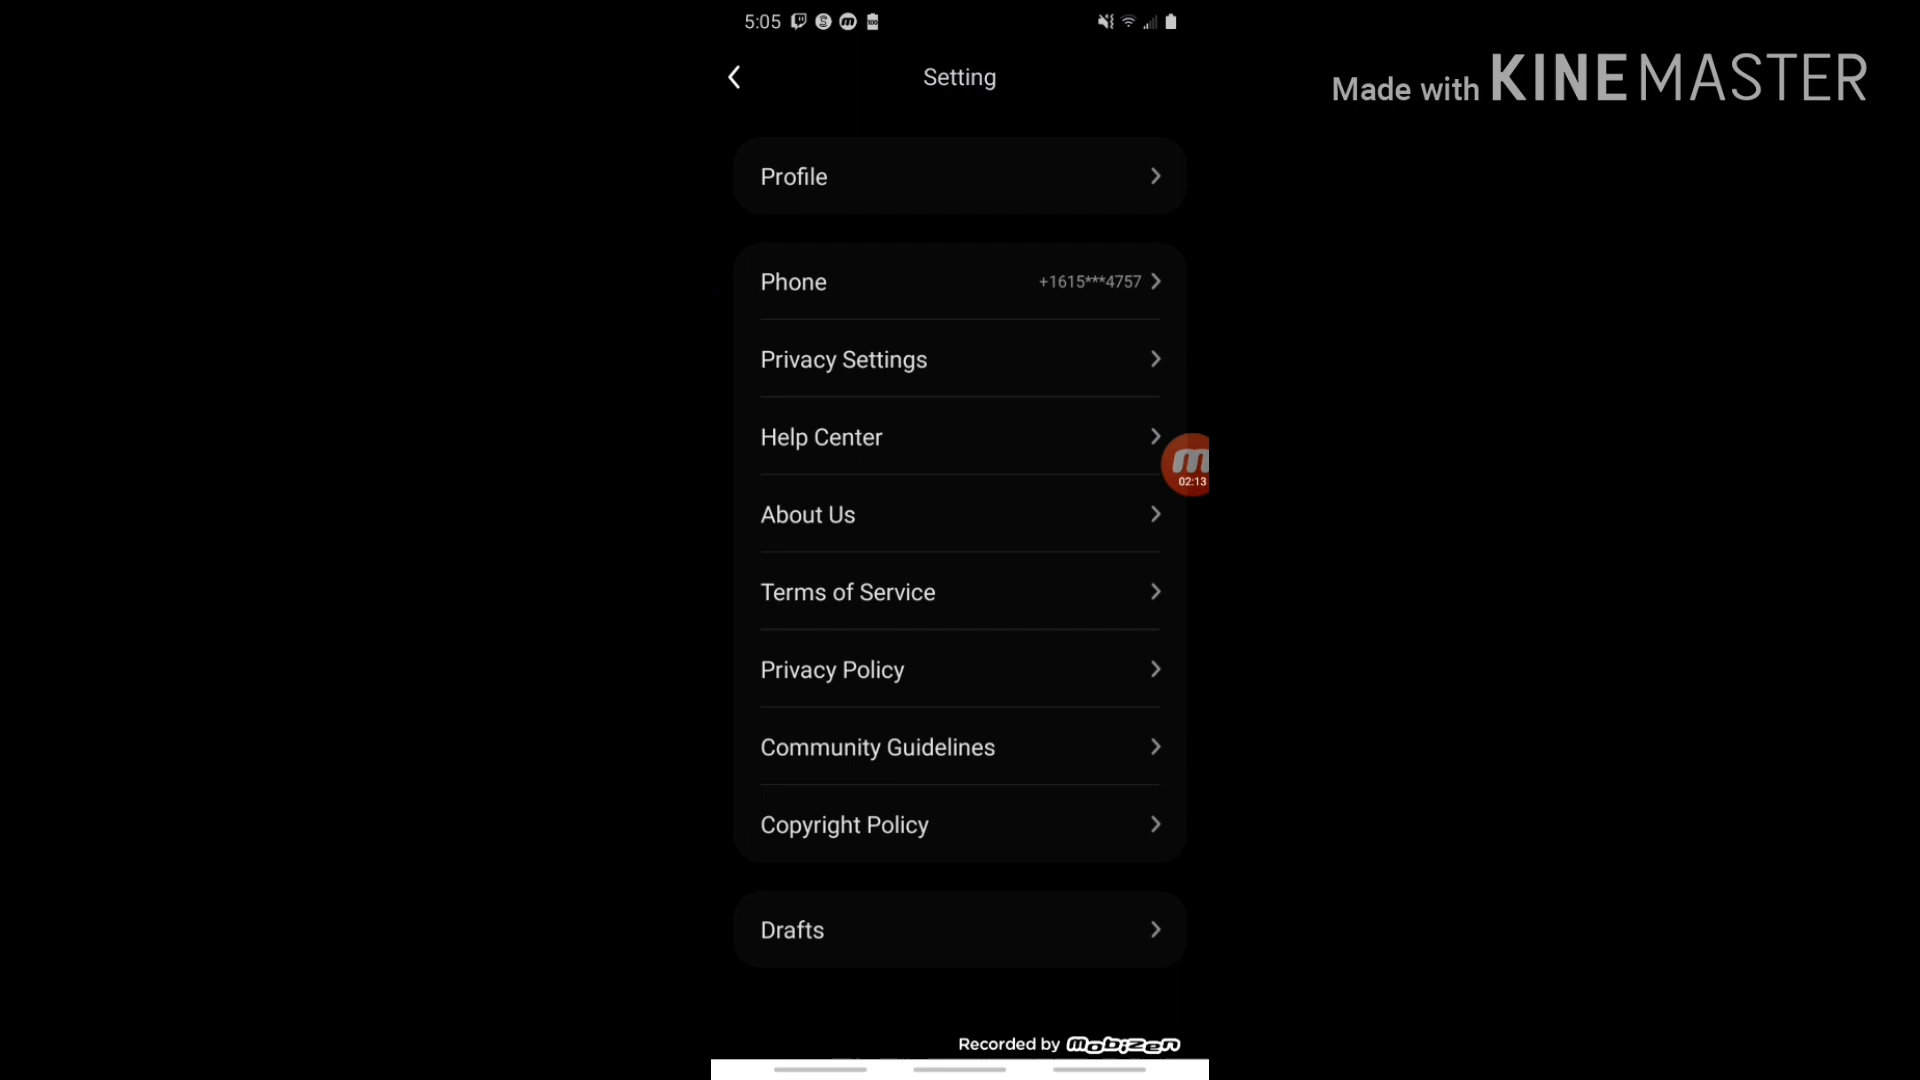 5:05
Setting
Made with KINEMASTER
Profile
Phone +1615***4757
Privacy Settings
Help Center
02:13
About Us
Terms of Service
Privacy Policy
Community Guidelines
Copyright Policy
Drafts
Recorded by mobizen